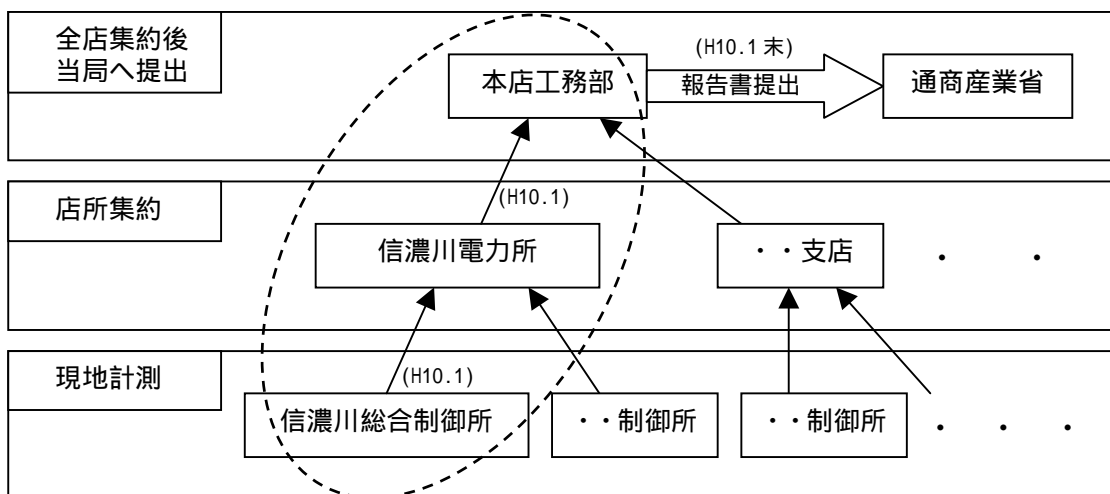 全店集約後
当局へ提出
(H10.1末)
本店工務部
報告書提出
通商産業省
店所集約
(H10.1)
信濃川電力所
・・支店
・ ・
現地計測
(H10.1)
信濃川総合制御所
・・制御所
・・制御所
・ ・ ・